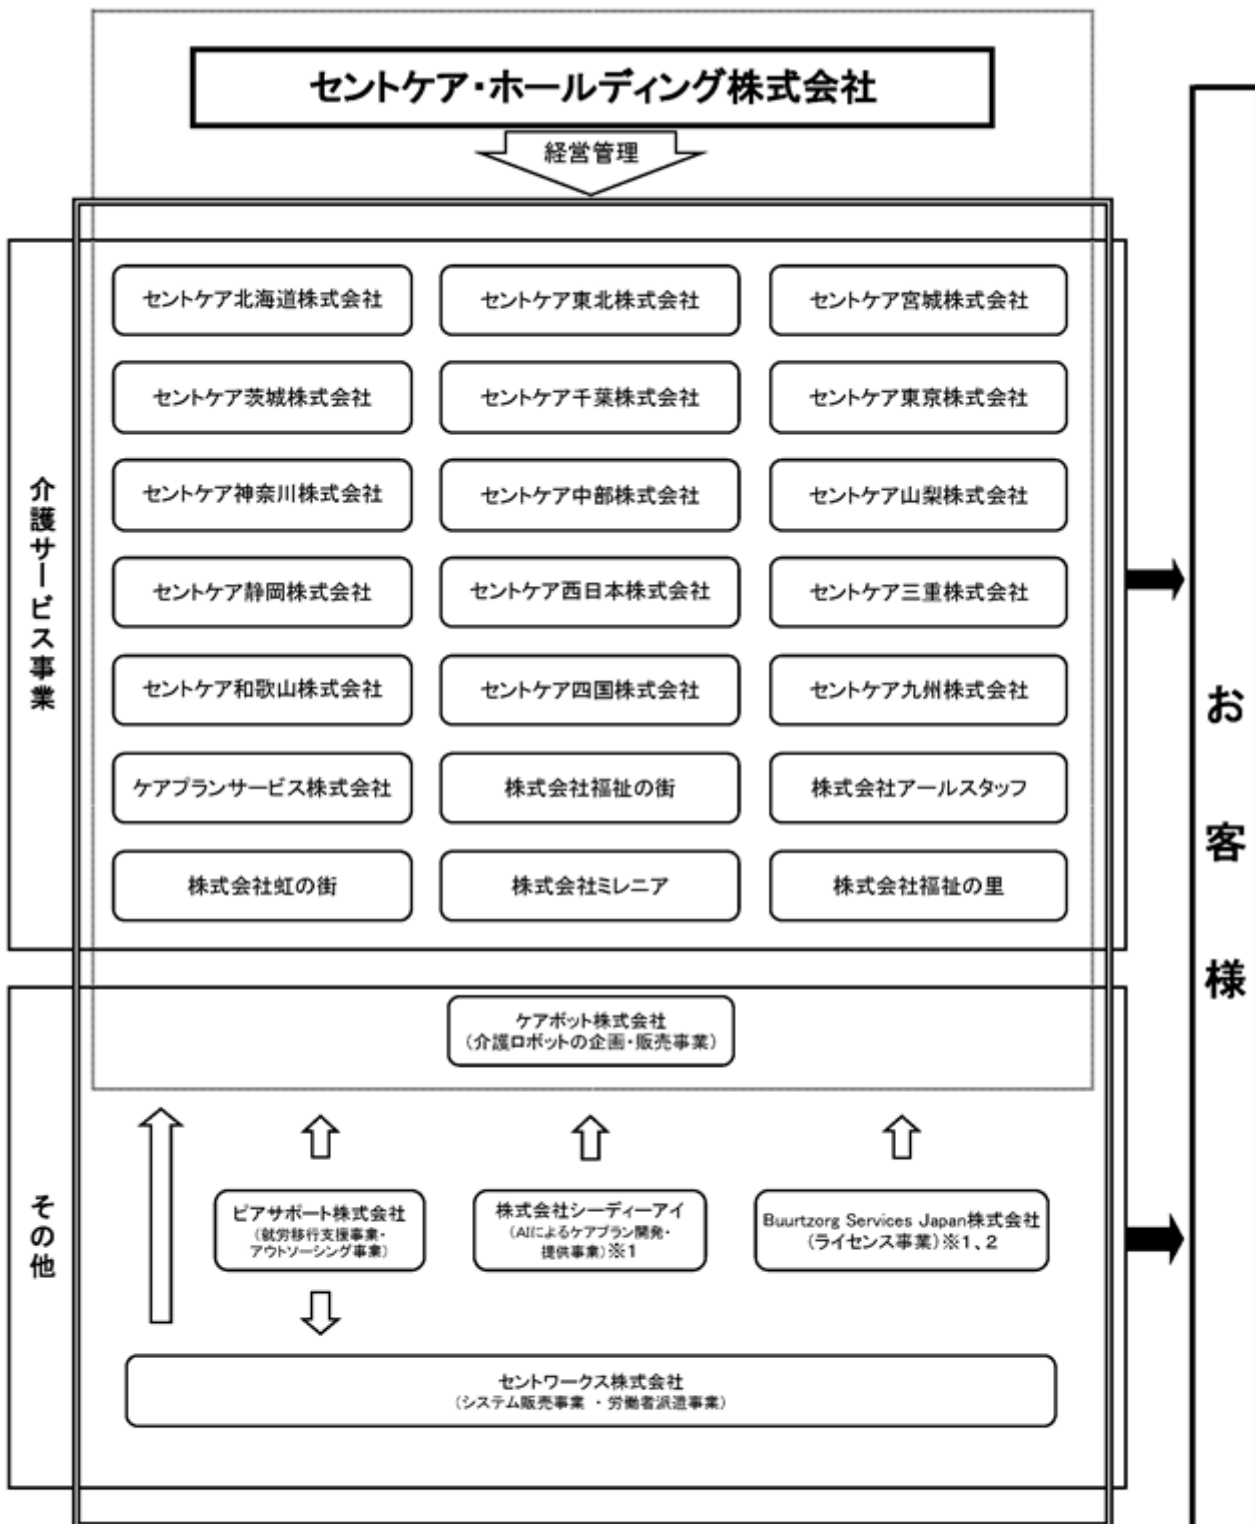 セントケア・ホールディング株式会社
経営管理
介護サービス事業
セントケア北海道株式会社
セントケア東北株式会社
セントケア宮城株式会社
セントケア茨城株式会社
セントケア千葉株式会社
セントケア東京株式会社
セントケア神奈川株式会社
セントケア中部株式会社
セントケア山梨株式会社
セントケア静岡株式会社
セントケア西日本株式会社
セントケア三重株式会社
セントケア和歌山株式会社
セントケア四国株式会社
セントケア九州株式会社
ケアプランサービス株式会社
株式会社福祉の街
株式会社アールスタッフ
株式会社虹の街
株式会社ミレニア
株式会社福祉の里
その他
ケアボット株式会社
(介護ロボットの企画・販売事業)
ピアサポート株式会社
(就労移行支援事業・
アウトソーシング事業)
株式会社シーディーアイ
(AIによるケアプラン開発・
提供事業)※1
Buurtzorg Services Japan株式会社
(ライセンス事業)※1、2
セントワークス株式会社
(システム販売事業 ・ 労働者派遣事業)
お客様